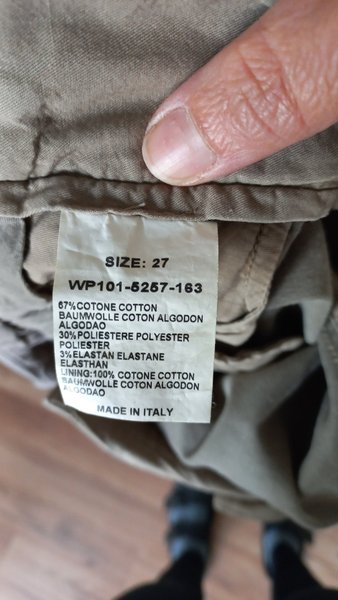 SIZE: 27
WP101-5257-163
67%COTONE COTTON
BAUMWOLLE COTON ALGODON
ALGODAO
30%POLIESTERE POLYESTER
POLIESTER
3%ELASTAN ELASTANE
ELASTHAN
LINING:100% COTONE COTTON
BAUMWOLLE COTON ALGODON
ALGODAO
MADE IN ITALY